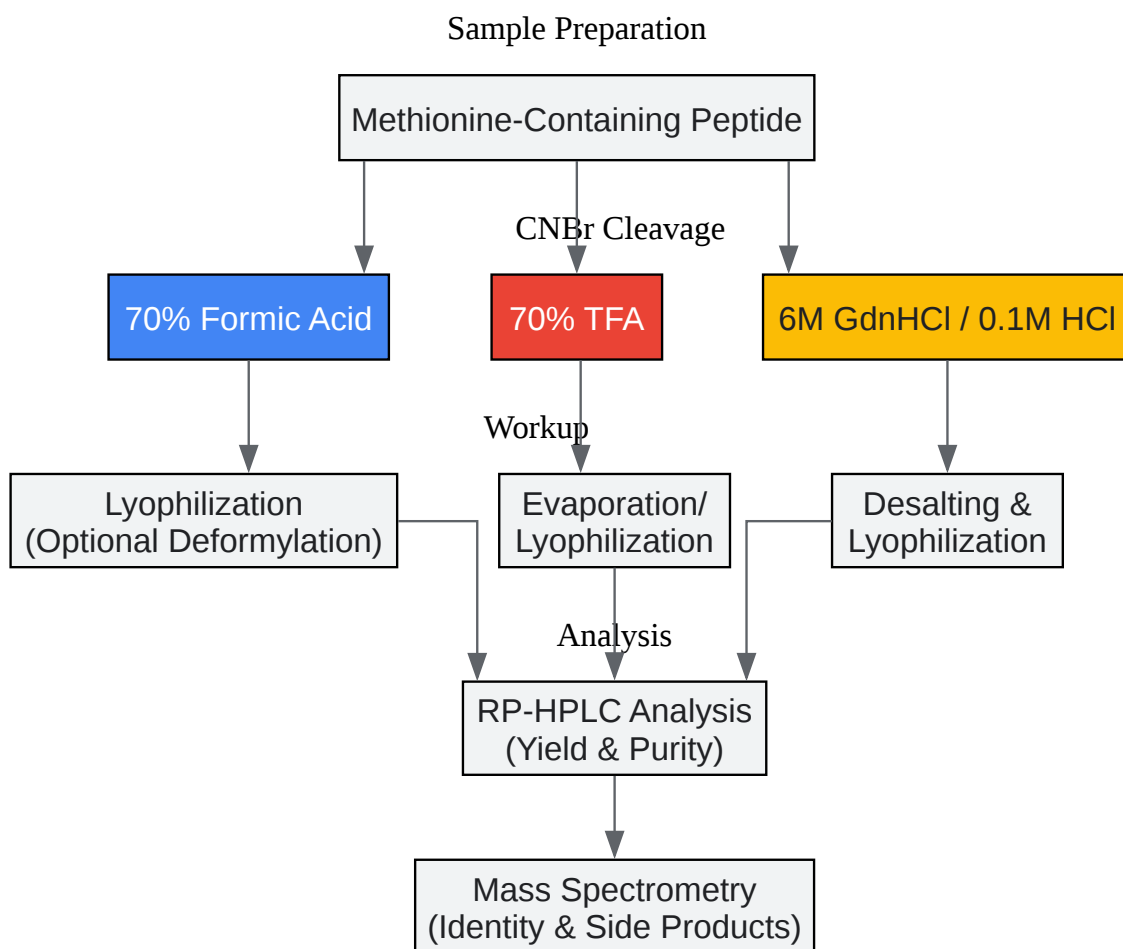 Sample Preparation
Methionine-Containing Peptide
CNBr Cleavage
70% Formic Acid
70% TFA
6M GdnHCl / 0.1M HCl
Workup
Lyophilization
(Optional Deformylation)
Evaporation/
Lyophilization
Desalting &
Lyophilization
Analysis
RP-HPLC Analysis
(Yield & Purity)
Mass Spectrometry
(Identity & Side Products)